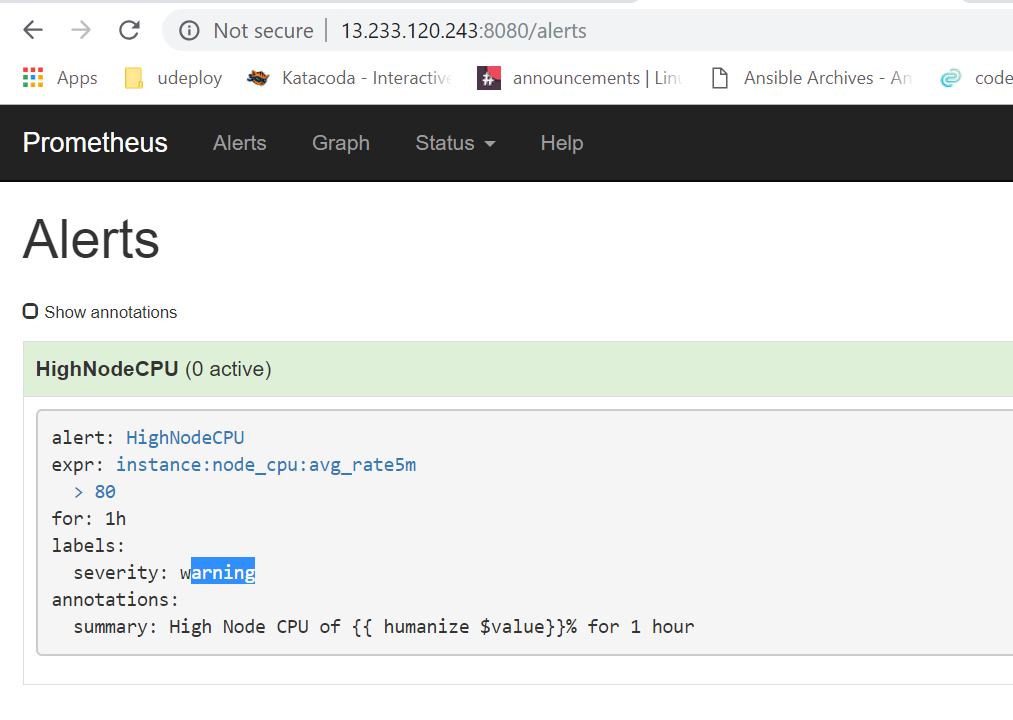 Not secure | 13.233.120.243:8080/alerts
Apps udeploy Katacoda - Interactive announcements | Linu Ansible Archives - An code
Prometheus Alerts Graph Status Help
Alerts
Show annotations
HighNodeCPU (0 active)
alert: HighNodeCPU
expr: instance:node_cpu:avg_rate5m
> 80
for: 1h
labels:
severity: warning
annotations:
summary: High Node CPU of {{ humanize $value}}% for 1 hour